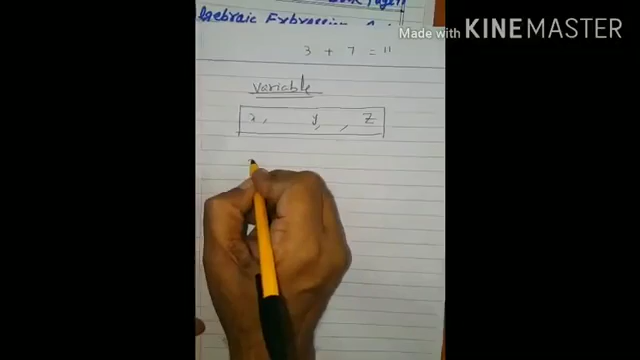 Made with KINEMASTER
Algebraic Expression
3 + 7 = 11
Variable
x, y, , z